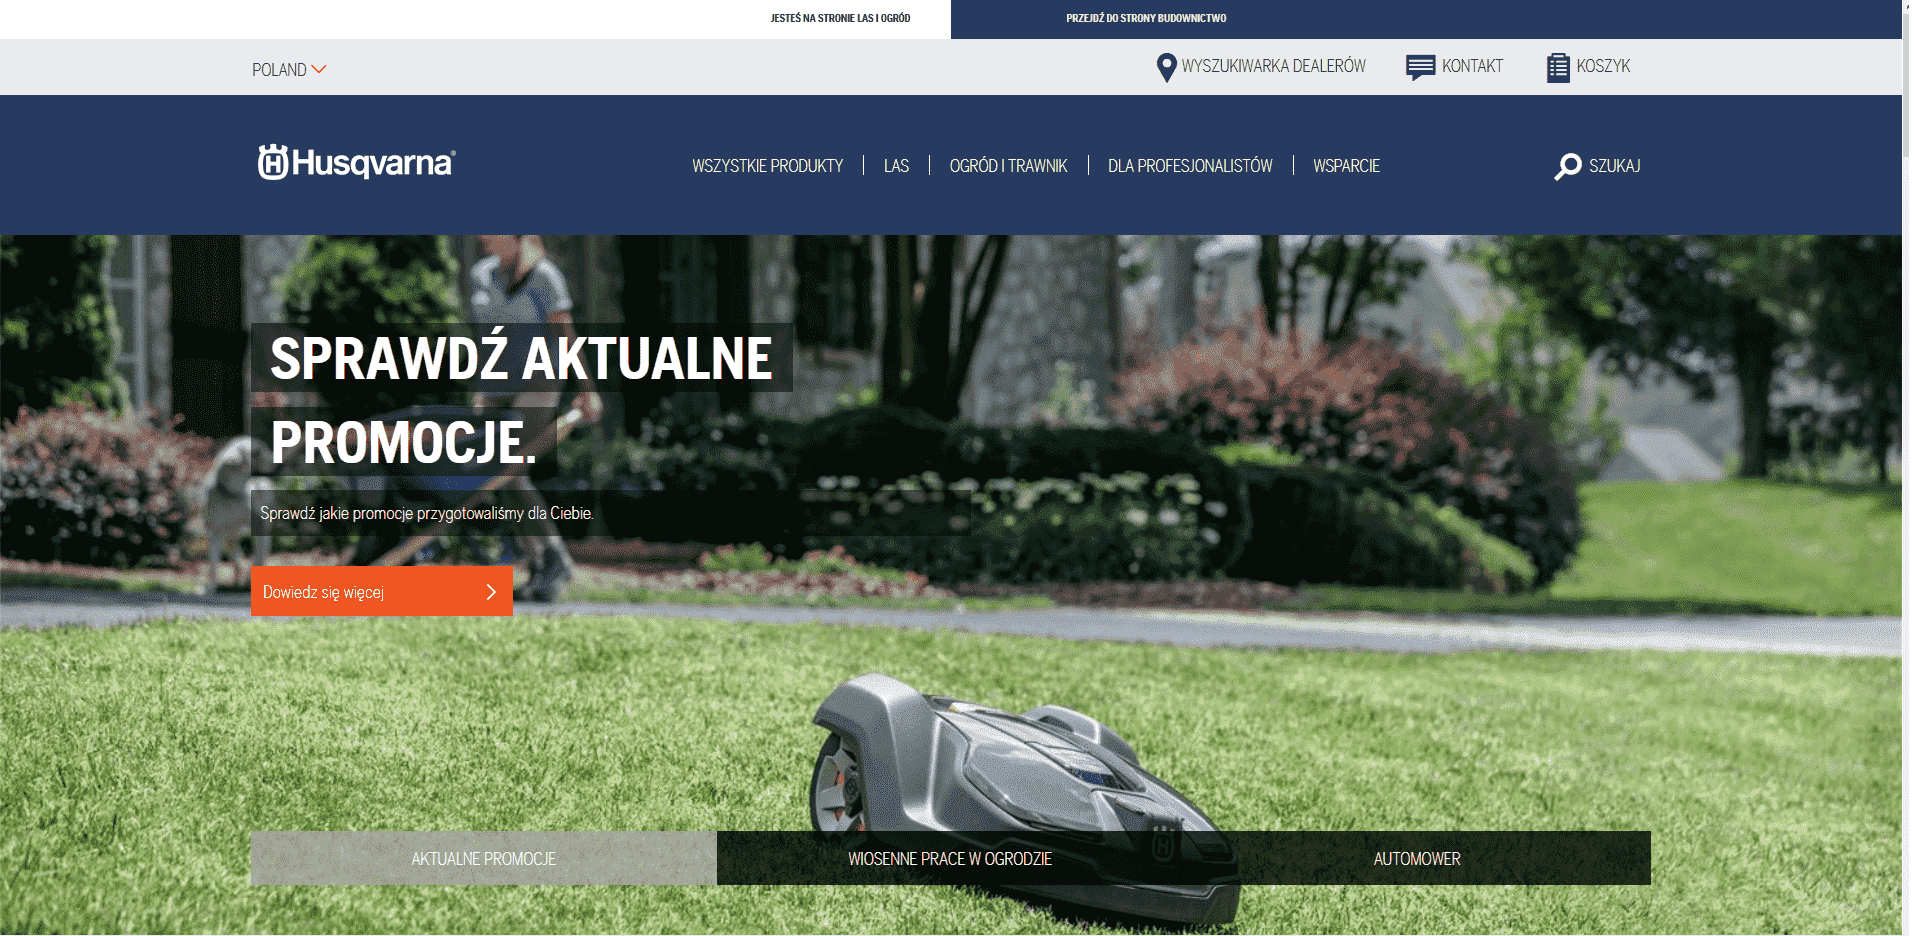 JESTEŚ NA STRONIE LAS I OGRÓD
PRZEJDŹ DO STRONY BUDOWNICTWO
POLAND
WYSZUKIWARKA DEALERÓW
KONTAKT
KOSZYK
Husqvarna®
WSZYSTKIE PRODUKTY
LAS
OGRÓD I TRAWNIK
DLA PROFESJONALISTÓW
WSPARCIE
SZUKAJ
SPRAWDŹ AKTUALNE
PROMOCJE.
Sprawdź jakie promocje przygotowaliśmy dla Ciebie.
Dowiedz się więcej
AKTUALNE PROMOCJE
WIOSENNE PRACE W OGRODZIE
AUTOMOWER